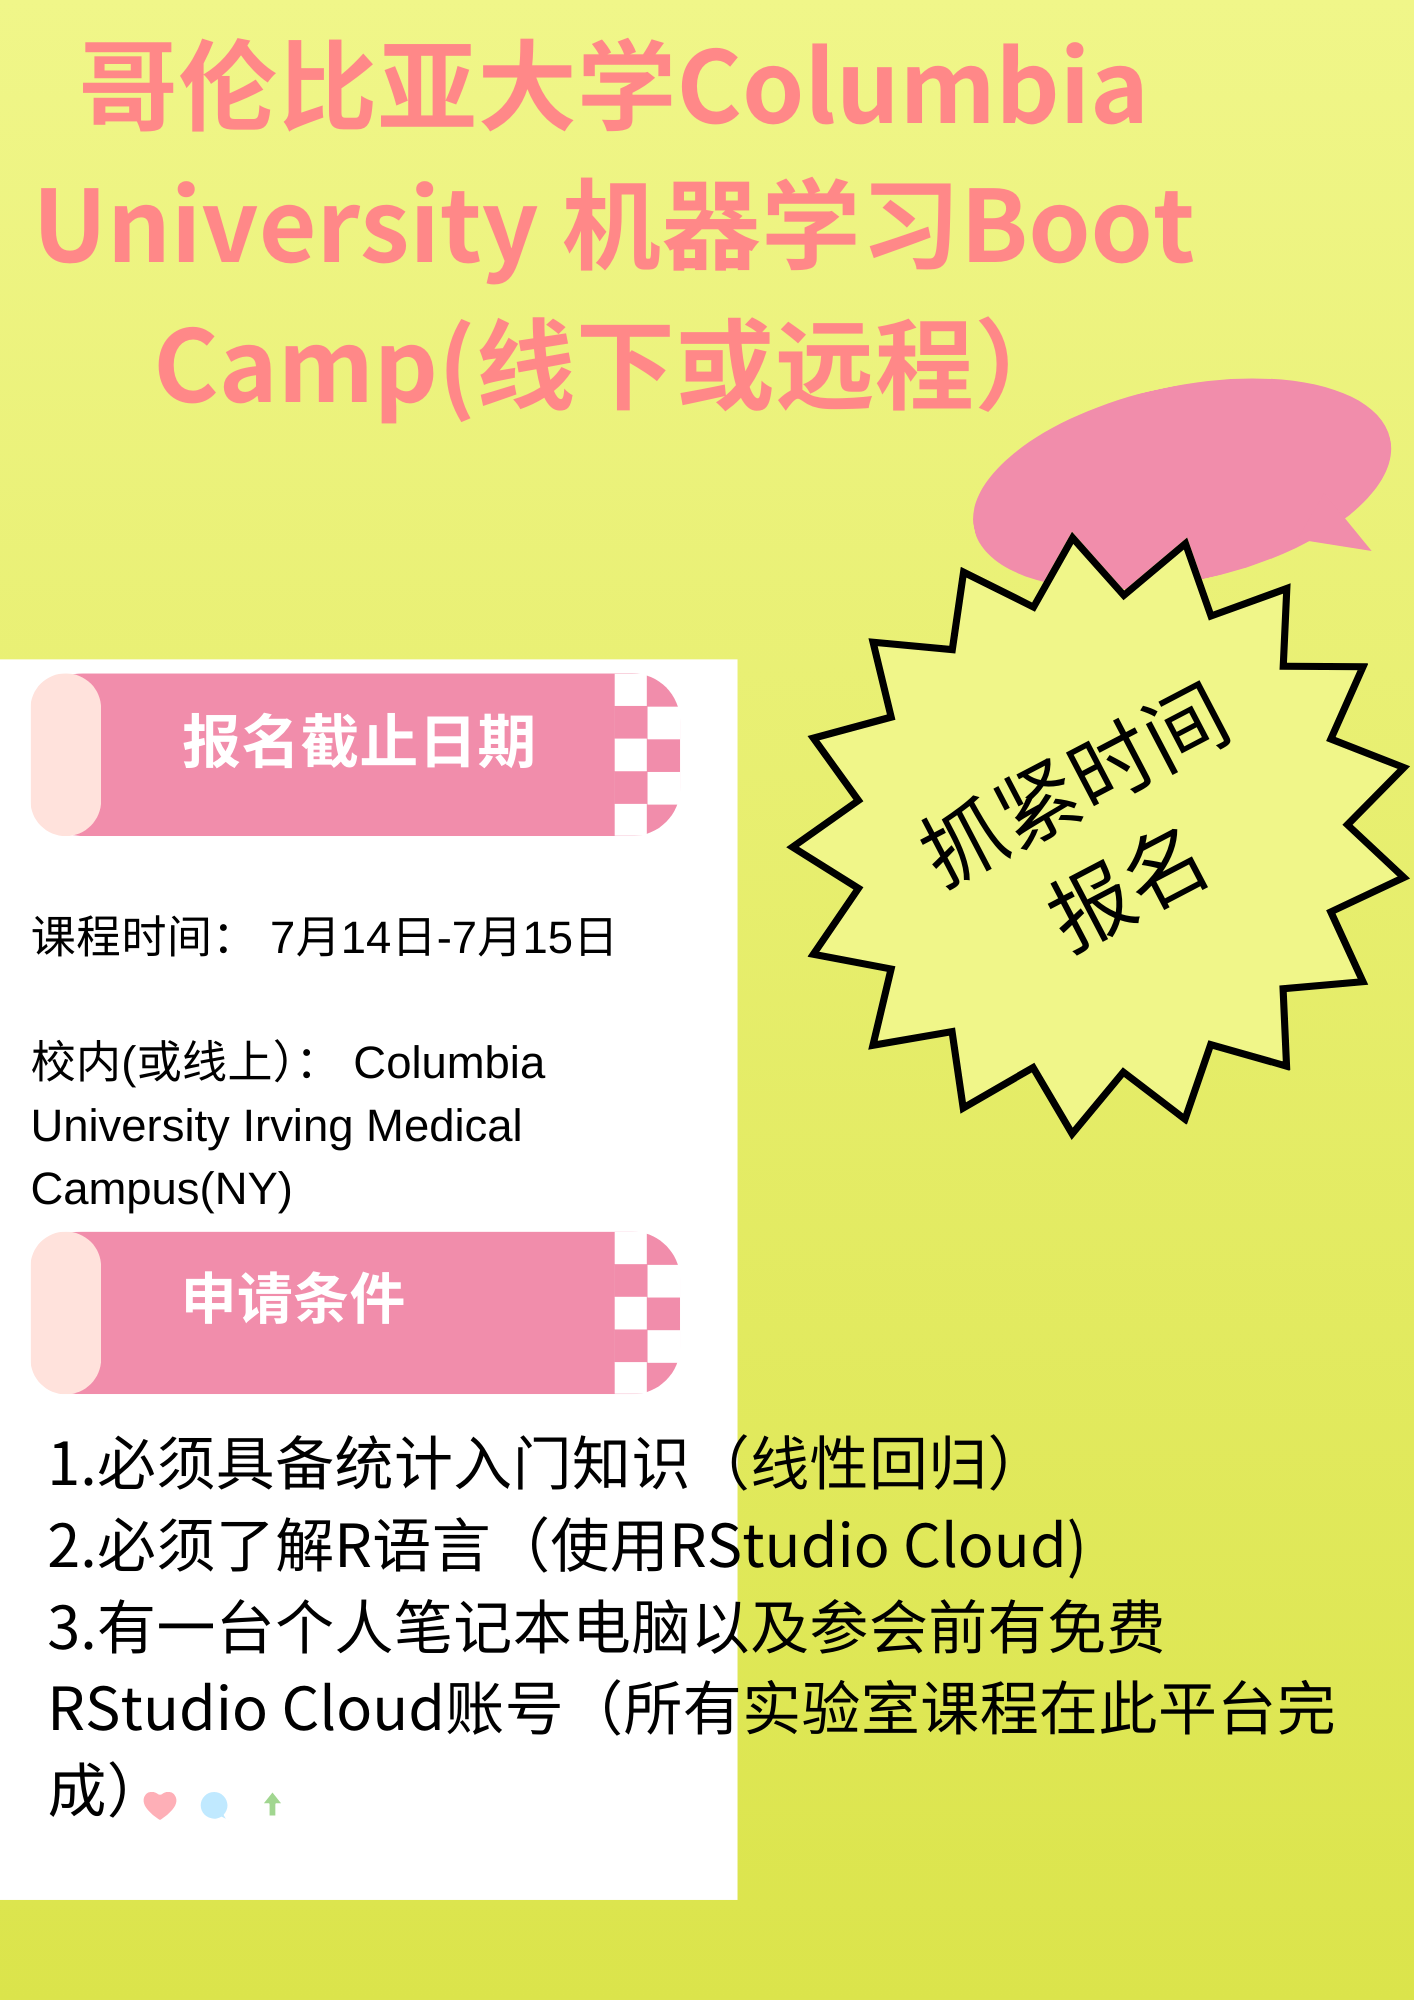 哥伦比亚大学Columbia
University 机器学习Boot
Camp(线下或远程）
抓紧时间
报名
报名截止日期
课程时间： 7月14日-7月15日
校内(或线上）： Columbia
University Irving Medical
Campus(NY)
申请条件
1.必须具备统计入门知识（线性回归）
2.必须了解R语言（使用RStudio Cloud)
3.有一台个人笔记本电脑以及参会前有免费
RStudio Cloud账号（所有实验室课程在此平台完
成）